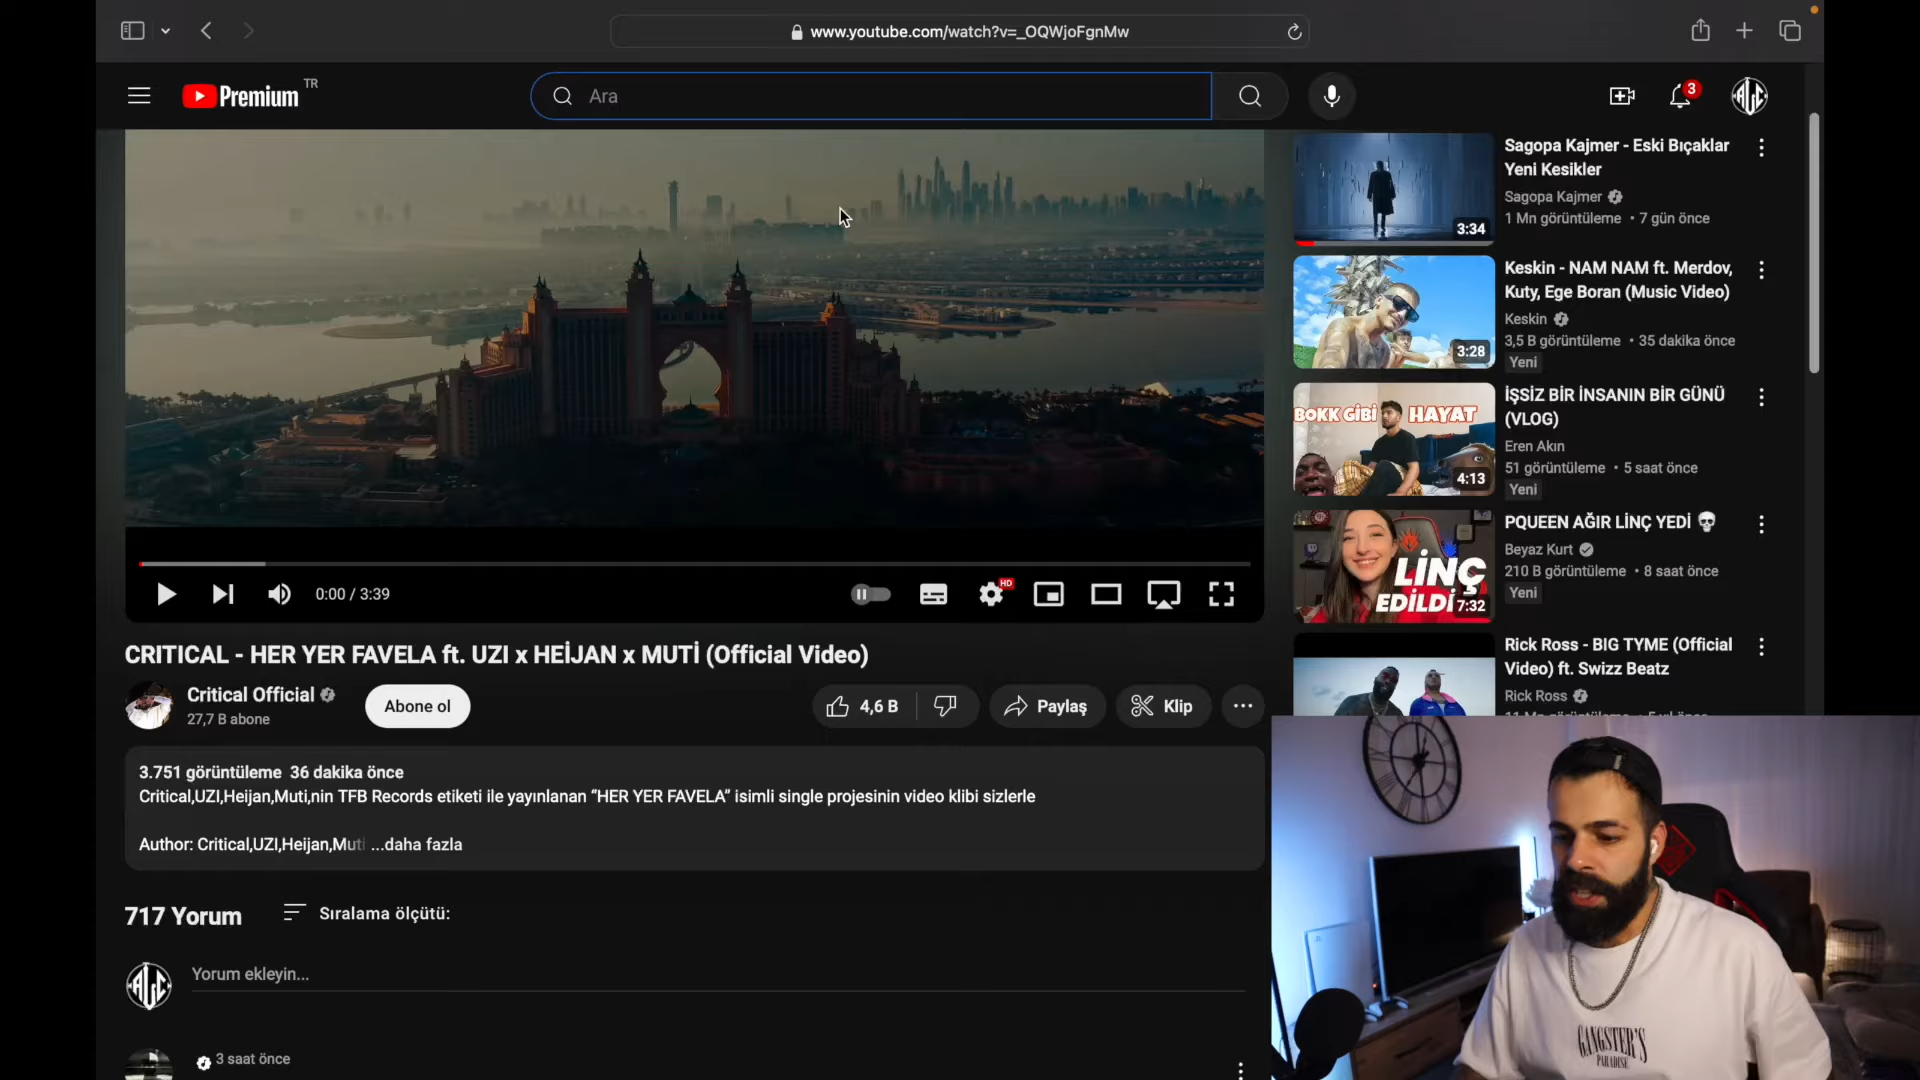 www.youtube.com/watch?v=_OQWjoFgnMw
Premium TR
Ara
3
CRITICAL - HER YER FAVELA ft. UZI x HEİJAN x MUTİ (Official Video)
0:00 / 3:39
HD
Critical Official
27,7 B abone
Abone ol
4,6 B
Paylaş
Klip
3.751 görüntüleme 36 dakika önce
Critical,UZI,Heijan,Muti,nin TFB Records etiketi ile yayınlanan “HER YER FAVELA” isimli single projesinin video klibi sizlerle
Author: Critical,UZI,Heijan,Muti ...daha fazla
717 Yorum
Sıralama ölçütü:
Yorum ekleyin...
3 saat önce
Sagopa Kajmer - Eski Bıçaklar
Yeni Kesikler
Sagopa Kajmer
1 Mn görüntüleme • 7 gün önce
3:34
Keskin - NAM NAM ft. Merdov,
Kuty, Ege Boran (Music Video)
Keskin
3,5 B görüntüleme • 35 dakika önce
Yeni
3:28
İŞSİZ BİR İNSANIN BİR GÜNÜ
(VLOG)
Eren Akın
51 görüntüleme • 5 saat önce
Yeni
BOKK GİBİ HAYAT
4:13
PQUEEN AĞIR LİNÇ YEDİ
Beyaz Kurt
210 B görüntüleme • 8 saat önce
Yeni
LİNÇ
EDİLDİ
7:32
Rick Ross - BIG TYME (Official
Video) ft. Swizz Beatz
Rick Ross
GANGSTER'S
PARADISE